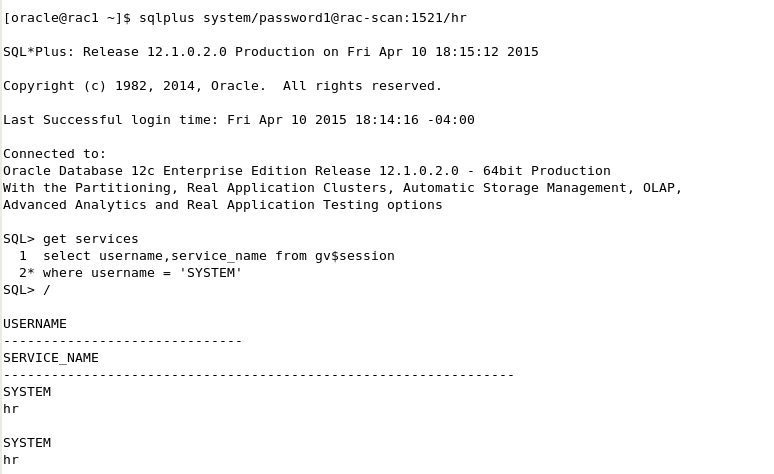 [oracle@rac1 ~]$ sqlplus system/password1@rac-scan:1521/hr
SQL*Plus: Release 12.1.0.2.0 Production on Fri Apr 10 18:15:12 2015
Copyright (c) 1982, 2014, Oracle.  All rights reserved.
Last Successful login time: Fri Apr 10 2015 18:14:16 -04:00
Connected to:
Oracle Database 12c Enterprise Edition Release 12.1.0.2.0 - 64bit Production
With the Partitioning, Real Application Clusters, Automatic Storage Management, OLAP,
Advanced Analytics and Real Application Testing options
SQL> get services
  1  select username,service_name from gv$session
  2* where username = 'SYSTEM'
SQL> /
USERNAME
------------------------------
SERVICE_NAME
----------------------------------------------------------------
SYSTEM
hr
SYSTEM
hr